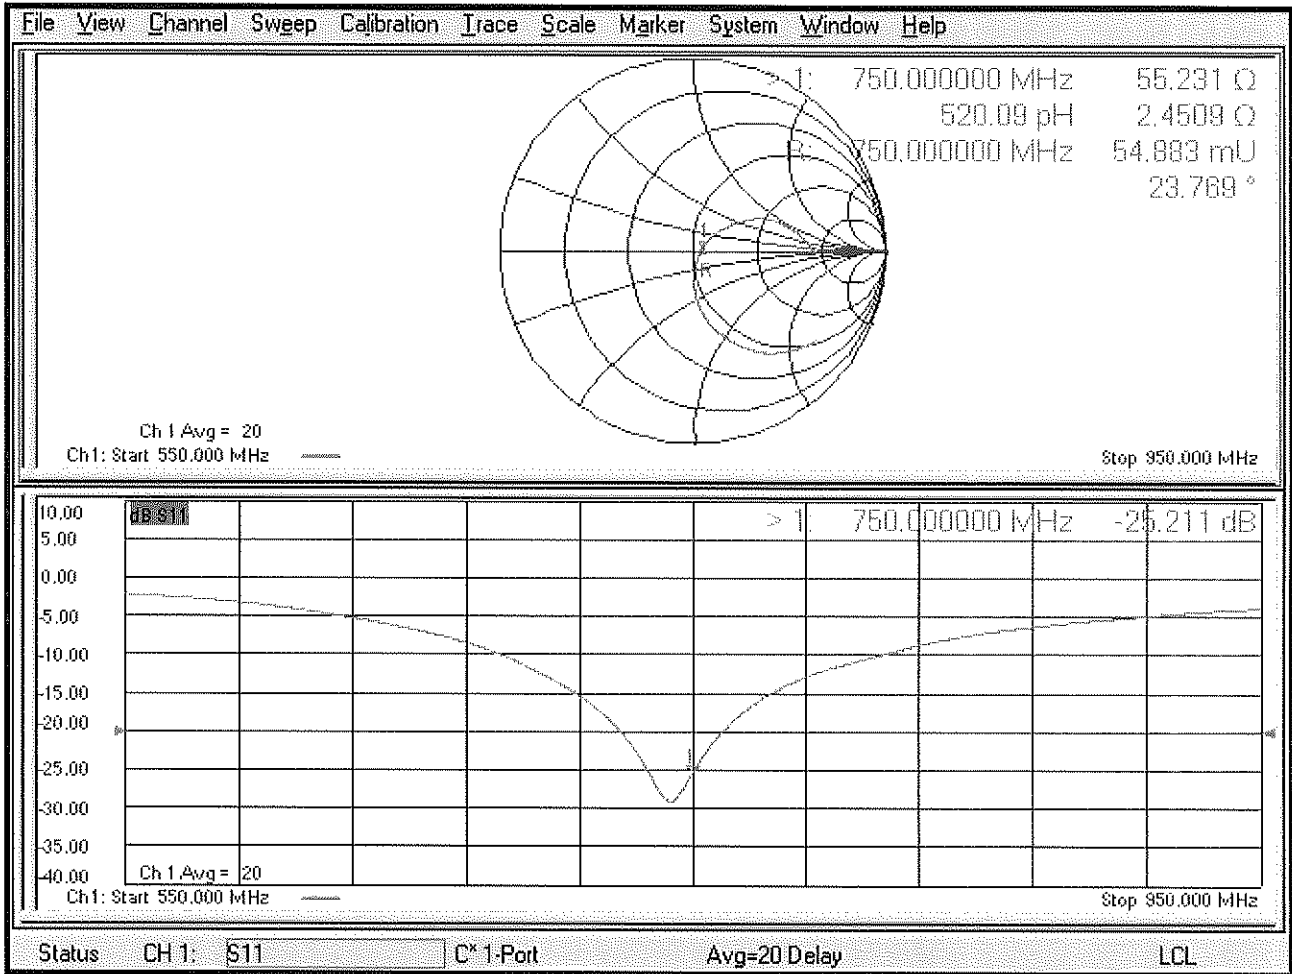 File View Channel Sweep Calibration Trace Scale Marker System Window Help
> 1: 750.000000 MHz 55.231 Ω
520.09 pH 2.4509 Ω
R: 750.000000 MHz 54.883 mU
23.769 °
1
R
Ch 1 Avg = 20
Ch1: Start 550.000 MHz
Stop 950.000 MHz
10.00
dB S11
> 1: 750.000000 MHz -25.211 dB
5.00
0.00
-5.00
-10.00
-15.00
-20.00
-25.00
1
-30.00
-35.00
-40.00
Ch 1 Avg = 20
Ch1: Start 550.000 MHz
Stop 950.000 MHz
Status CH 1: S11 C* 1-Port Avg=20 Delay LCL